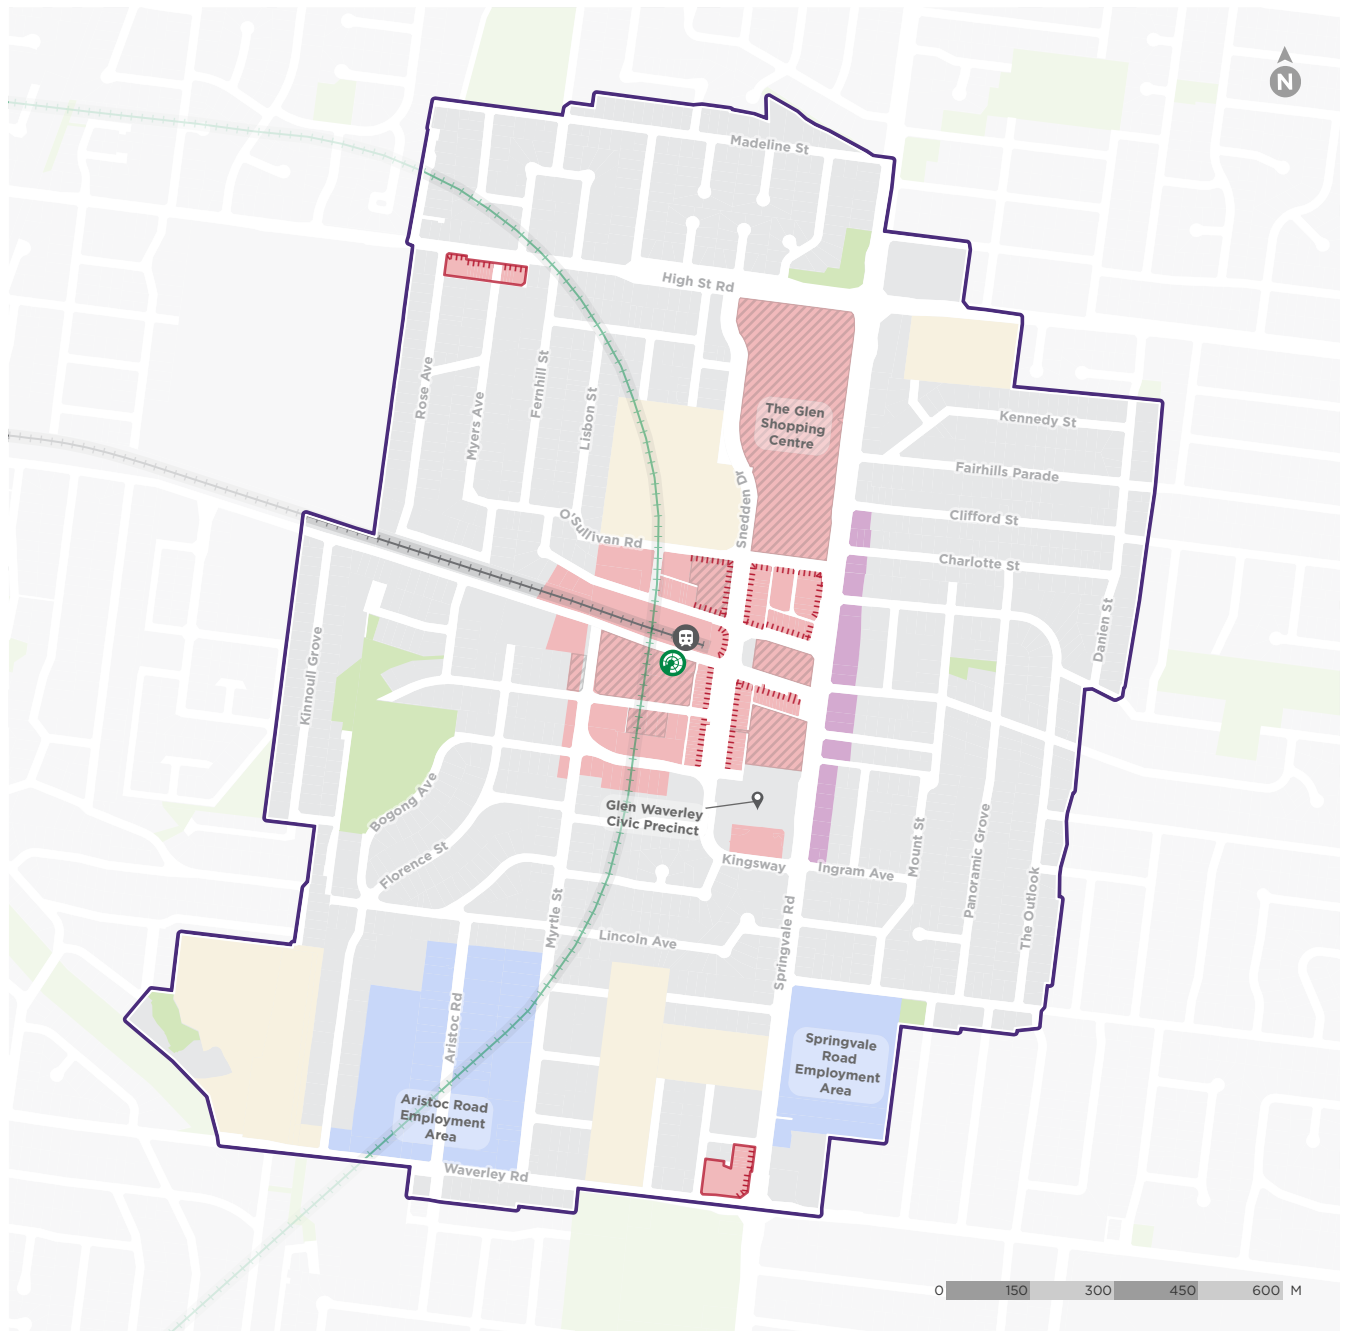 N
Madeline St
High St Rd
Rose Ave
Myers Ave
Fernhill St
Lisbon St
The Glen
Shopping
Centre
Kennedy St
Fairhills Parade
Snedden Dr
O'Sullivan Rd
Clifford St
Charlotte St
Danien St
Kinnoull Grove
Bogong Ave
Florence St
Glen Waverley
Civic Precinct
Kingsway
Ingram Ave
Mount St
Panoramic Grove
The Outlook
Myrtle St
Lincoln Ave
Springvale Rd
Aristoc Rd
Springvale
Road
Employment
Area
Aristoc Road
Employment
Area
Waverley Rd
0 150 300 450 600 M